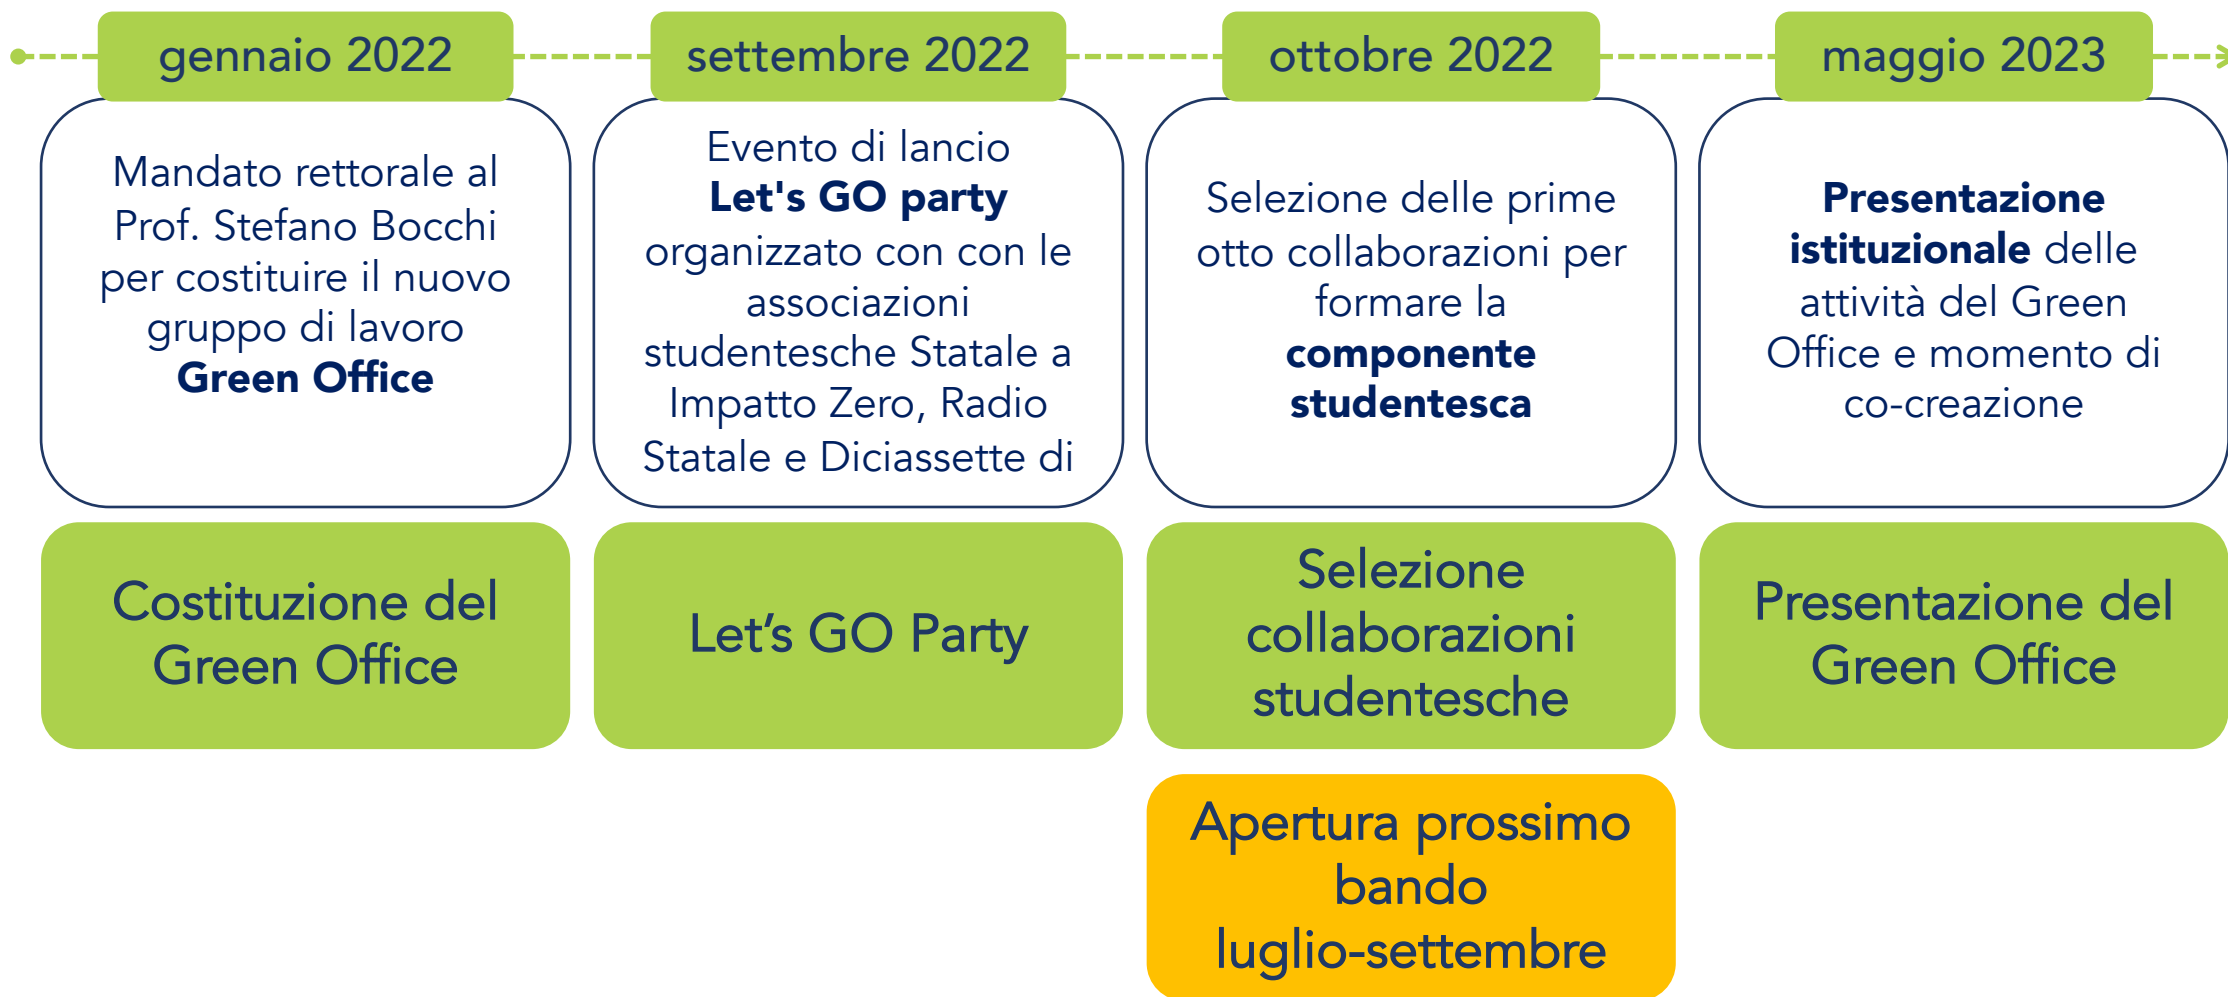 gennaio 2022
Mandato rettorale al
Prof. Stefano Bocchi
per costituire il nuovo
gruppo di lavoro
Green Office
Costituzione del
Green Office
settembre 2022
Evento di lancio
Let's GO party
organizzato con con le
associazioni
studentesche Statale a
Impatto Zero, Radio
Statale e Diciassette di
Let’s GO Party
ottobre 2022
Selezione delle prime
otto collaborazioni per
formare la
componente
studentesca
Selezione
collaborazioni
studentesche
Apertura prossimo
bando
luglio-settembre
maggio 2023
Presentazione
istituzionale delle
attività del Green
Office e momento di
co-creazione
Presentazione del
Green Office